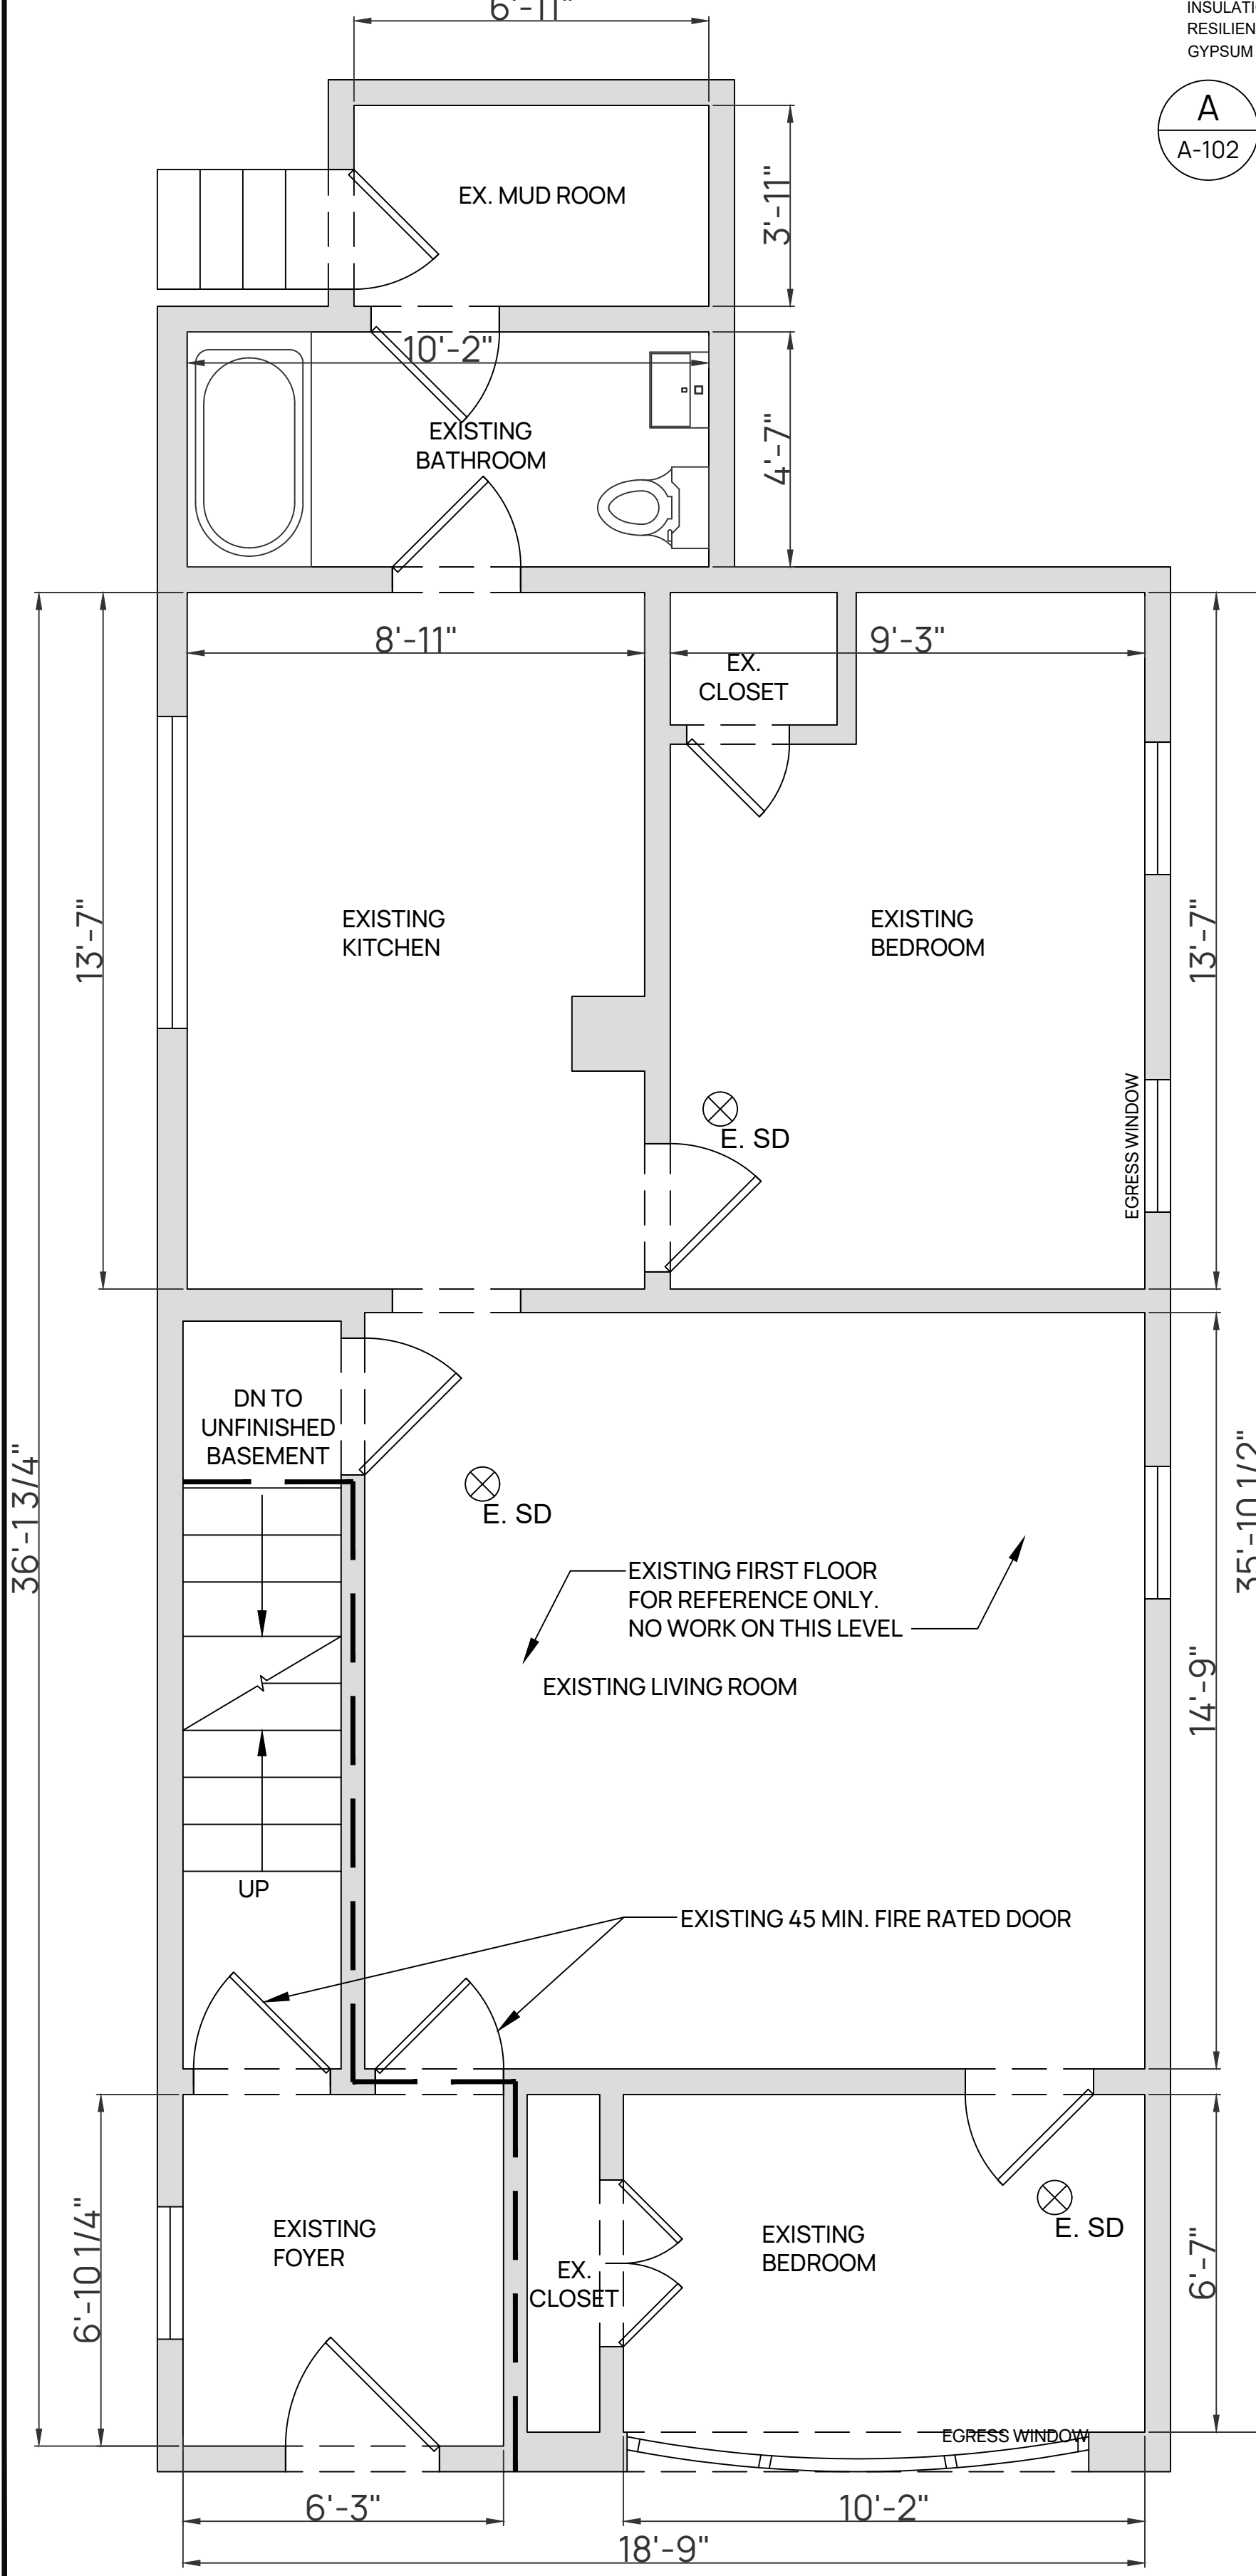 6'-11"
INSULATI
RESILIEN
GYPSUM
A
A-102
EX. MUD ROOM
3'-11"
10'-2"
EXISTING
BATHROOM
4'-7"
8'-11"
9'-3"
EX.
CLOSET
13'-7"
EXISTING
KITCHEN
EXISTING
BEDROOM
13'-7"
EGRESS WINDOW
E. SD
DN TO
UNFINISHED
BASEMENT
36'-1 3/4"
35'-10 1/2"
E. SD
EXISTING FIRST FLOOR
FOR REFERENCE ONLY.
NO WORK ON THIS LEVEL
EXISTING LIVING ROOM
14'-9"
UP
EXISTING 45 MIN. FIRE RATED DOOR
6'-10 1/4"
EXISTING
FOYER
EX.
CLOSET
EXISTING
BEDROOM
E. SD
6'-7"
EGRESS WINDOW
6'-3"
10'-2"
18'-9"